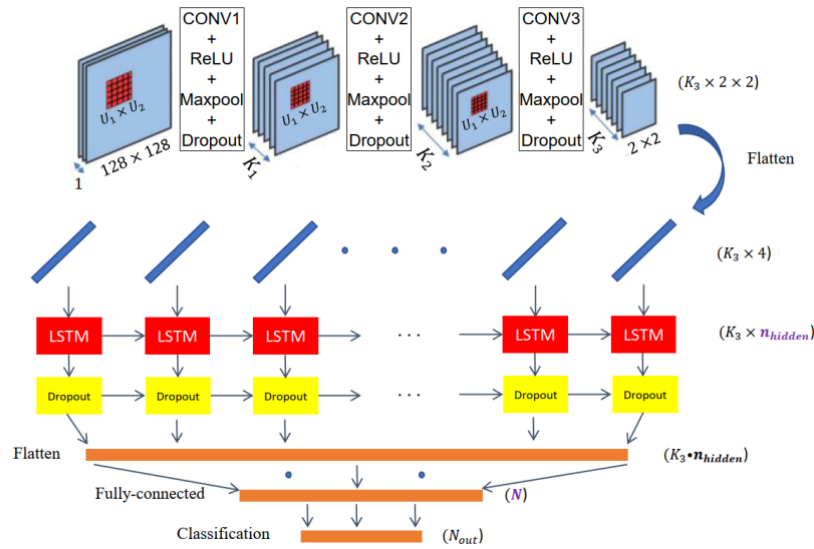 CONV1
+
ReLU
+
Maxpool
+
Dropout
CONV2
+
ReLU
+
Maxpool
+
Dropout
CONV3
+
ReLU
+
Maxpool
+
Dropout
U₁ × U₂
U₁ × U₂
U₁ × U₂
1
128 × 128
K₁
K₂
K₃
2 ×2
(K₃ × 2 × 2)
Flatten
(K₃ × 4)
LSTM LSTM LSTM ··· LSTM LSTM
(K₃ × n_hidden)
Dropout Dropout Dropout ··· Dropout Dropout
Flatten
(K₃•n_hidden)
Fully-connected
(N)
Classification
(N_out)